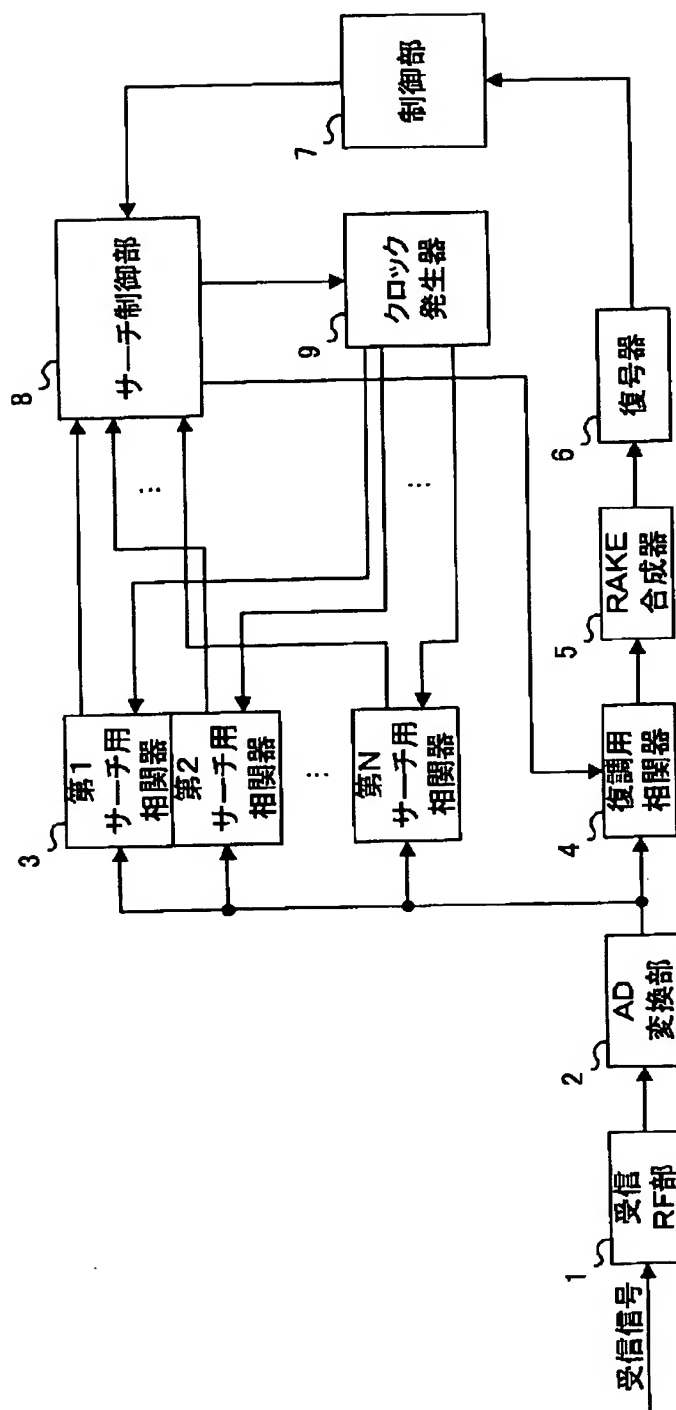 受信信号
1
受信
RF部
2
AD
変換部
3
第1
サーチ用
相関器
第2
サーチ用
相関器
⋮
第N
サーチ用
相関器
4
復調用
相関器
5
RAKE
合成器
6
復号器
7
制御部
8
サーチ制御部
⋮
9
クロック
発生器
⋮